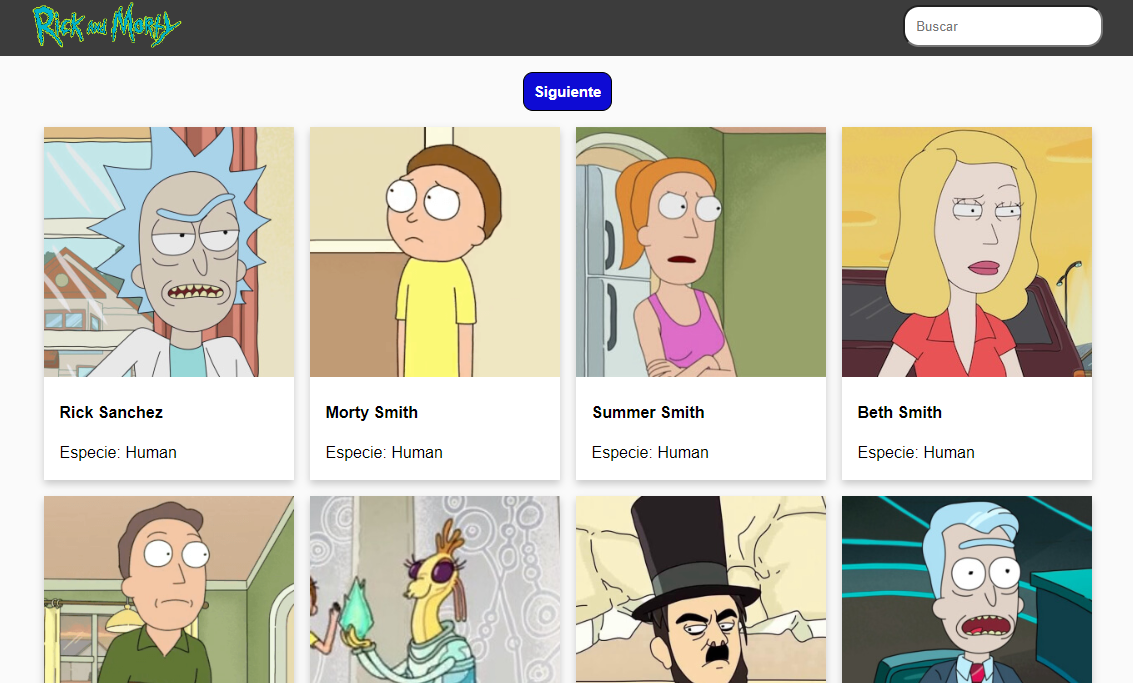 Rick and Morty
Buscar
Siguiente
Rick Sanchez
Morty Smith
Summer Smith
Beth Smith
Especie: Human
Especie: Human
Especie: Human
Especie: Human